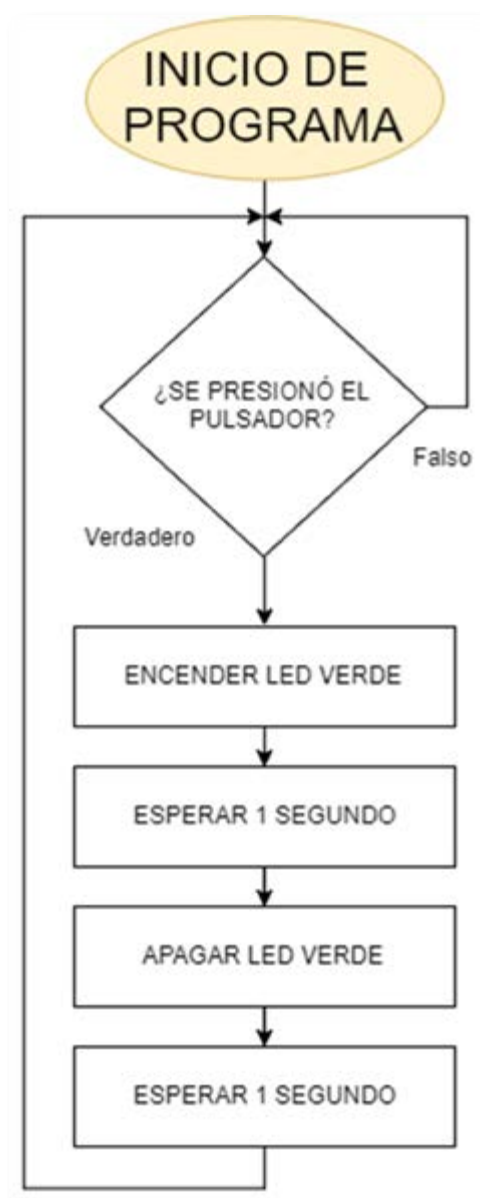 INICIO DE
PROGRAMA
¿SE PRESIONÓ EL
PULSADOR?
Falso
Verdadero
ENCENDER LED VERDE
ESPERAR 1 SEGUNDO
APAGAR LED VERDE
ESPERAR 1 SEGUNDO